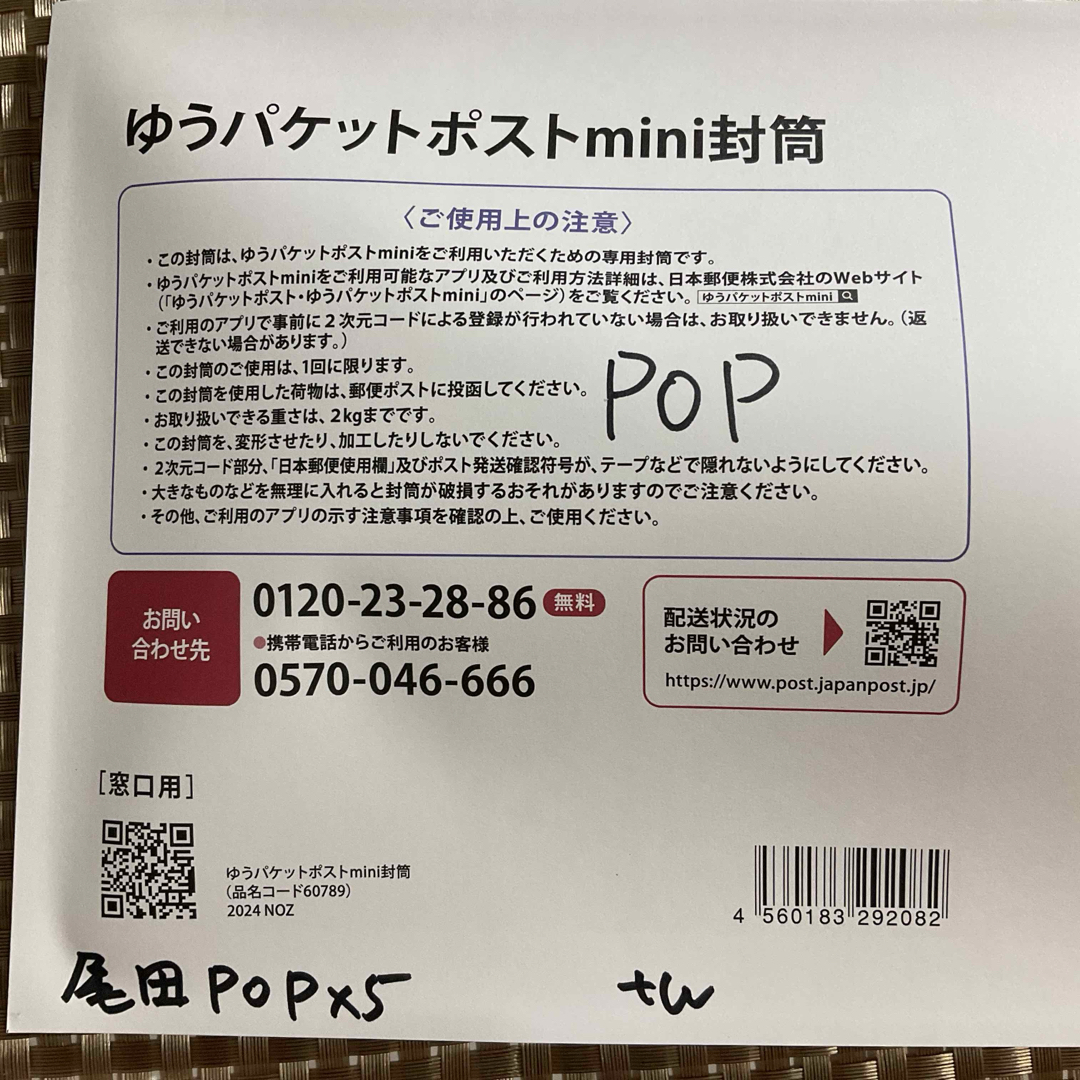 ゆうパケットポストmini封筒
〈ご使用上の注意〉
・この封筒は、ゆうパケットポストminiをご利用いただくための専用封筒です。
・ゆうパケットポストminiをご利用可能なアプリ及びご利用方法詳細は、日本郵便株式会社のWebサイト
(「ゆうパケットポスト・ゆうパケットポストmini」のページ)をご覧ください。 ゆうパケットポストmini
・ご利用のアプリで事前に2次元コードによる登録が行われていない場合は、お取り扱いできません。(返
送できない場合があります。)
・この封筒のご使用は、1回に限ります。
・この封筒を使用した荷物は、郵便ポストに投函してください。
POP
・お取り扱いできる重さは、2kgまでです。
・この封筒を、変形させたり、加工したりしないでください。
・2次元コード部分、「日本郵便使用欄」及びポスト発送確認符号が、テープなどで隠れないようにしてください。
・大きなものなどを無理に入れると封筒が破損するおそれがありますのでご注意ください。
・その他、ご利用のアプリの示す注意事項を確認の上、ご使用ください。
お問い
合わせ先
0120-23-28-86 無料
●携帯電話からご利用のお客様
0570-046-666
配送状況の
お問い合わせ
https://www.post.japanpost.jp/
[窓口用]
ゆうパケットポストmini封筒
(品名コード60789)
2024 NOZ
4 560183 292082
尾田 POP x5